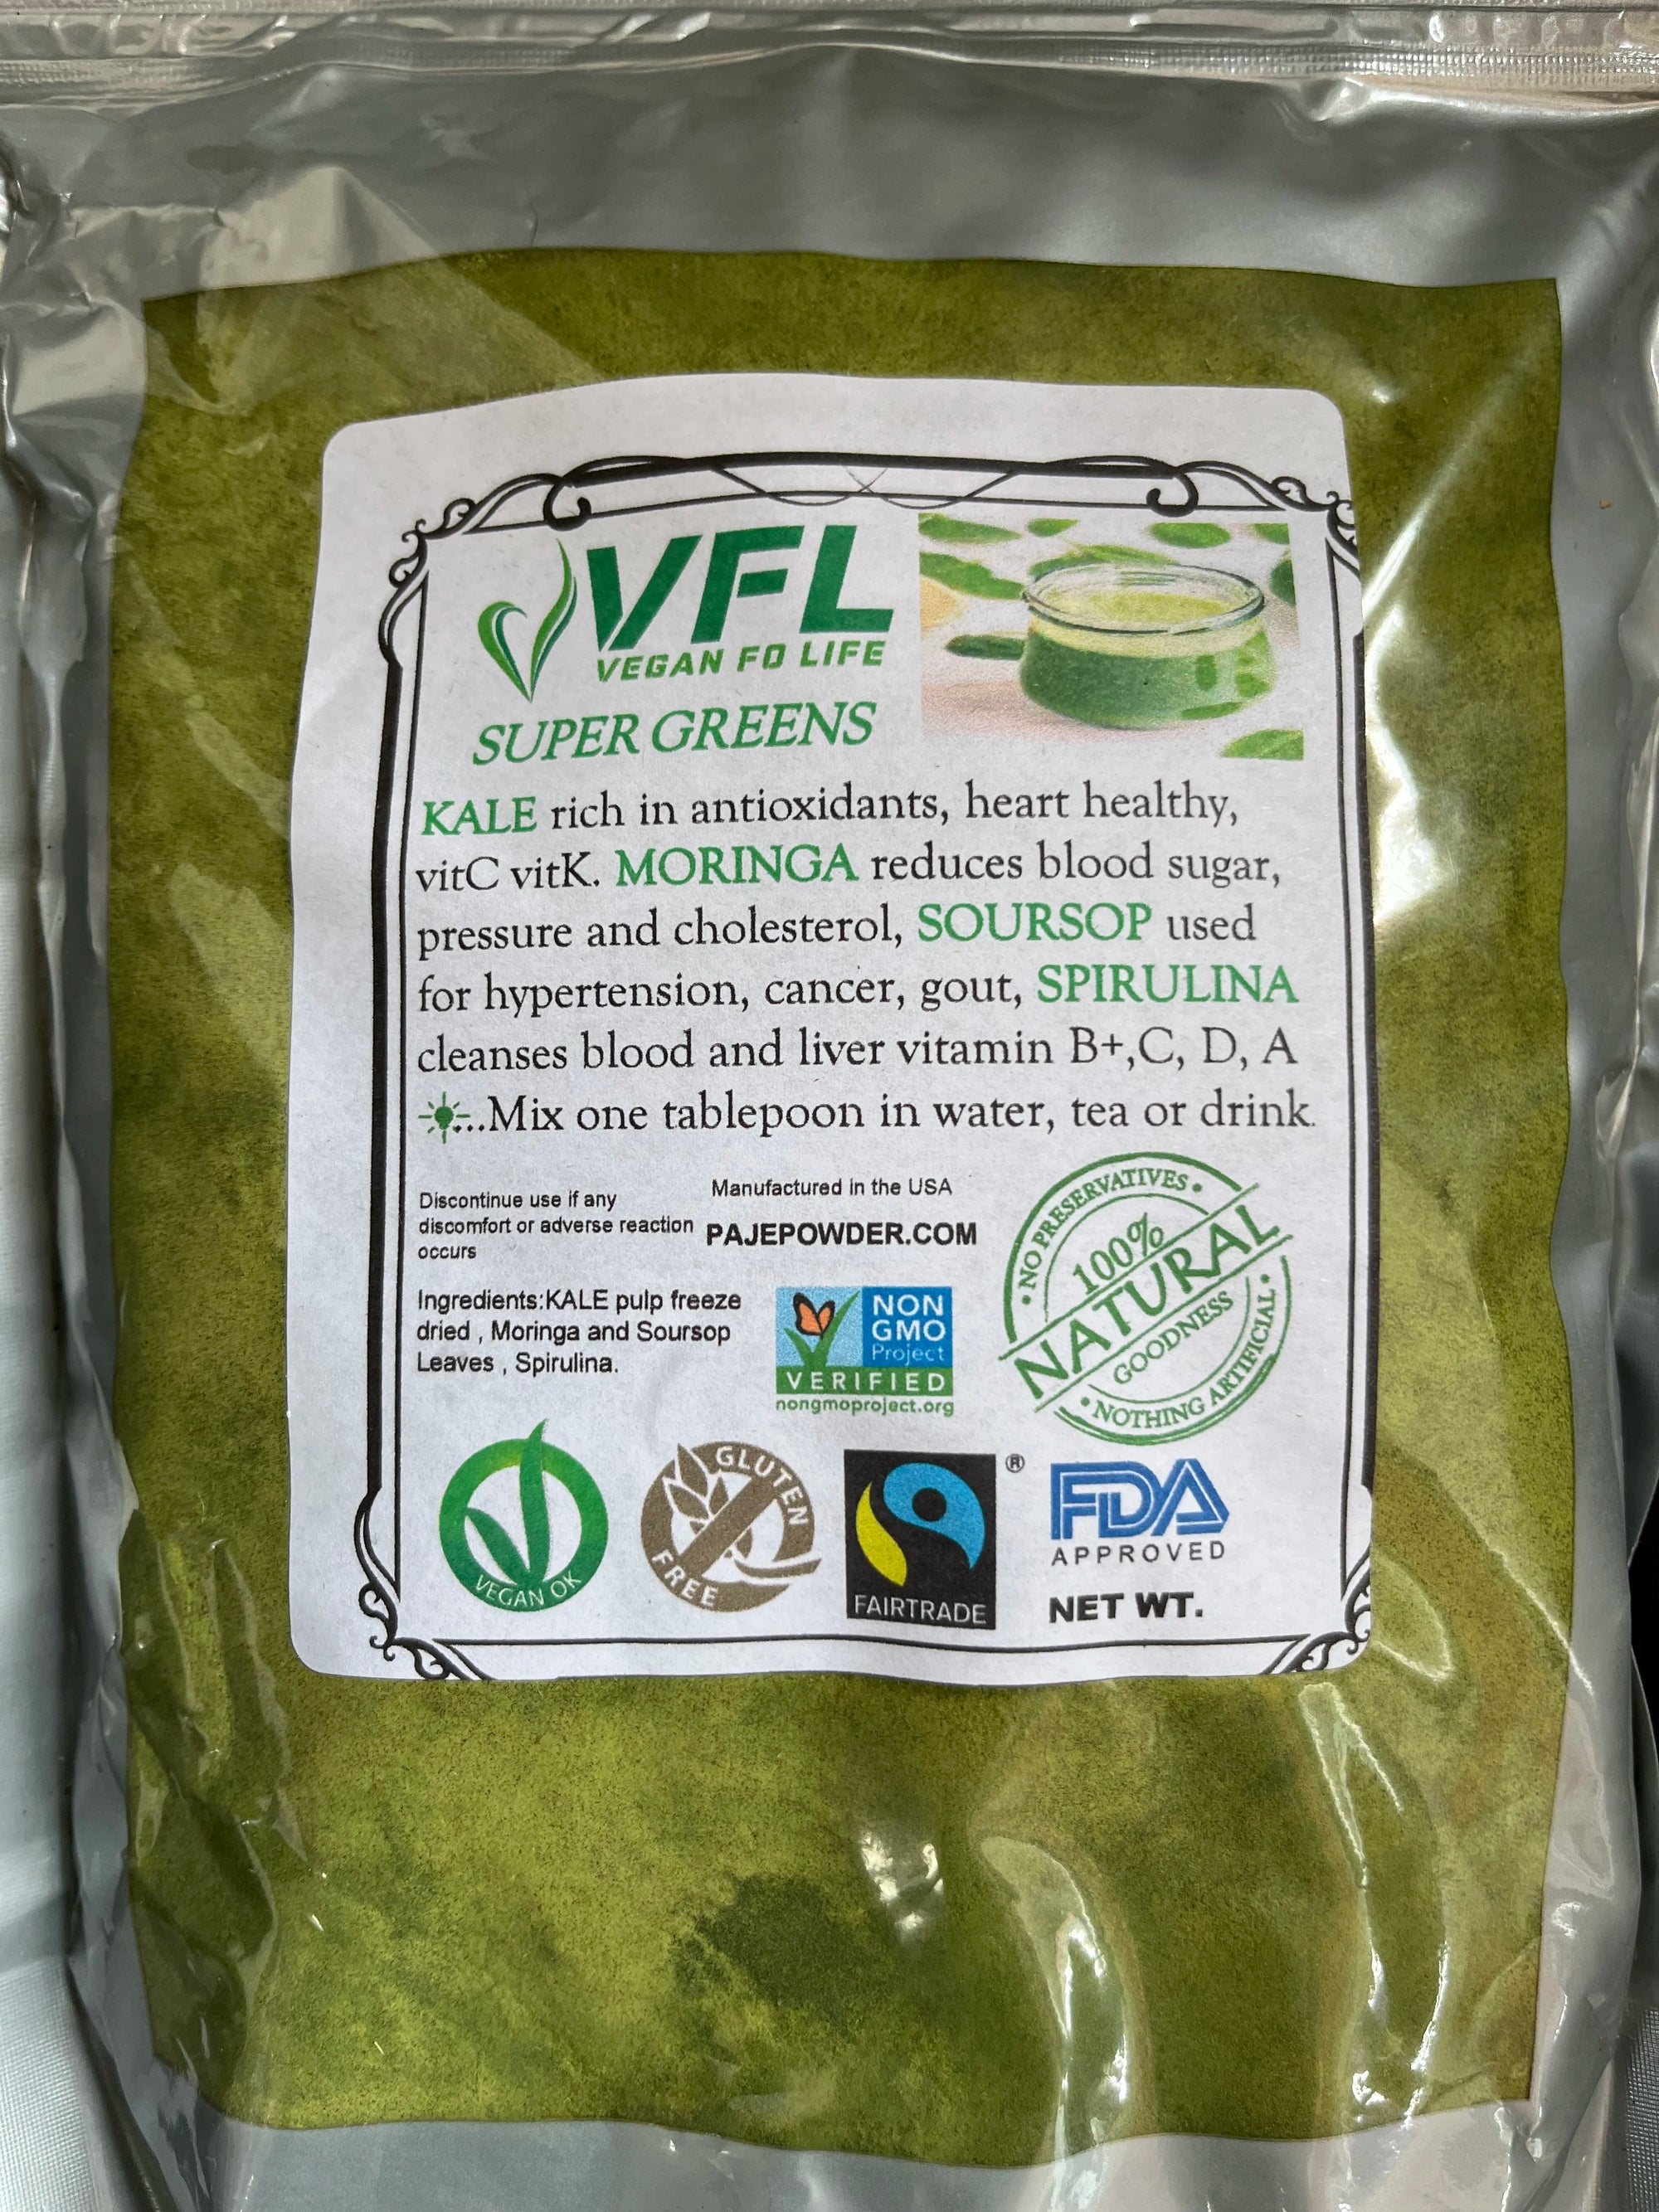 VFL
VEGAN FO LIFE
SUPER GREENS
KALE rich in antioxidants, heart healthy,
vitC vitK. MORINGA reduces blood sugar,
pressure and cholesterol, SOURSOP used
for hypertension, cancer, gout, SPIRULINA
cleanses blood and liver vitamin B+,C, D, A
...Mix one tablepoon in water, tea or drink.
Discontinue use if any
discomfort or adverse reaction
occurs
Manufactured in the USA
PAJEPOWDER.COM
• NO PRESERVATIVES •
100%
NATURAL
GOODNESS
• NOTHING ARTIFICIAL •
Ingredients:KALE pulp freeze
dried , Moringa and Soursop
Leaves , Spirulina.
NON
GMO
Project
VERIFIED
nongmoproject.org
VEGAN OK
GLUTEN
FREE
FAIRTRADE
®
FDA
APPROVED
NET WT.